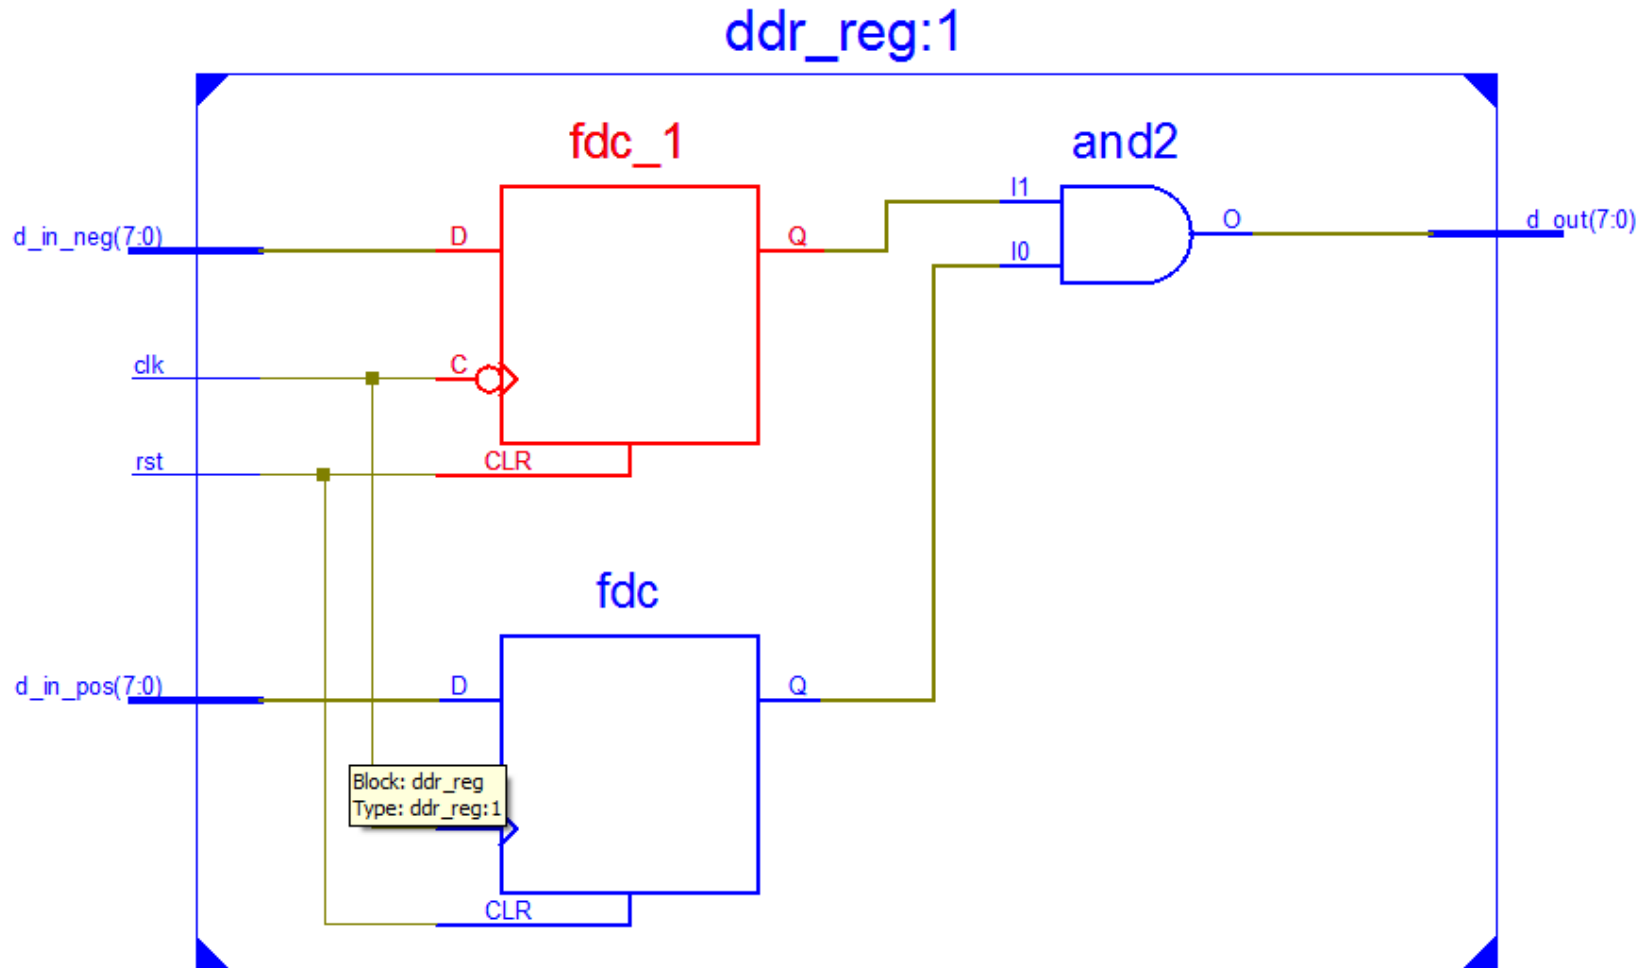 ddr_reg:1
fdc_1
and2
d_in_neg(7:0)
D
Q
I1
I0
O
d_out(7:0)
clk
C
rst
CLR
fdc
d_in_pos(7:0)
D
Q
Block: ddr_reg
Type: ddr_reg:1
CLR